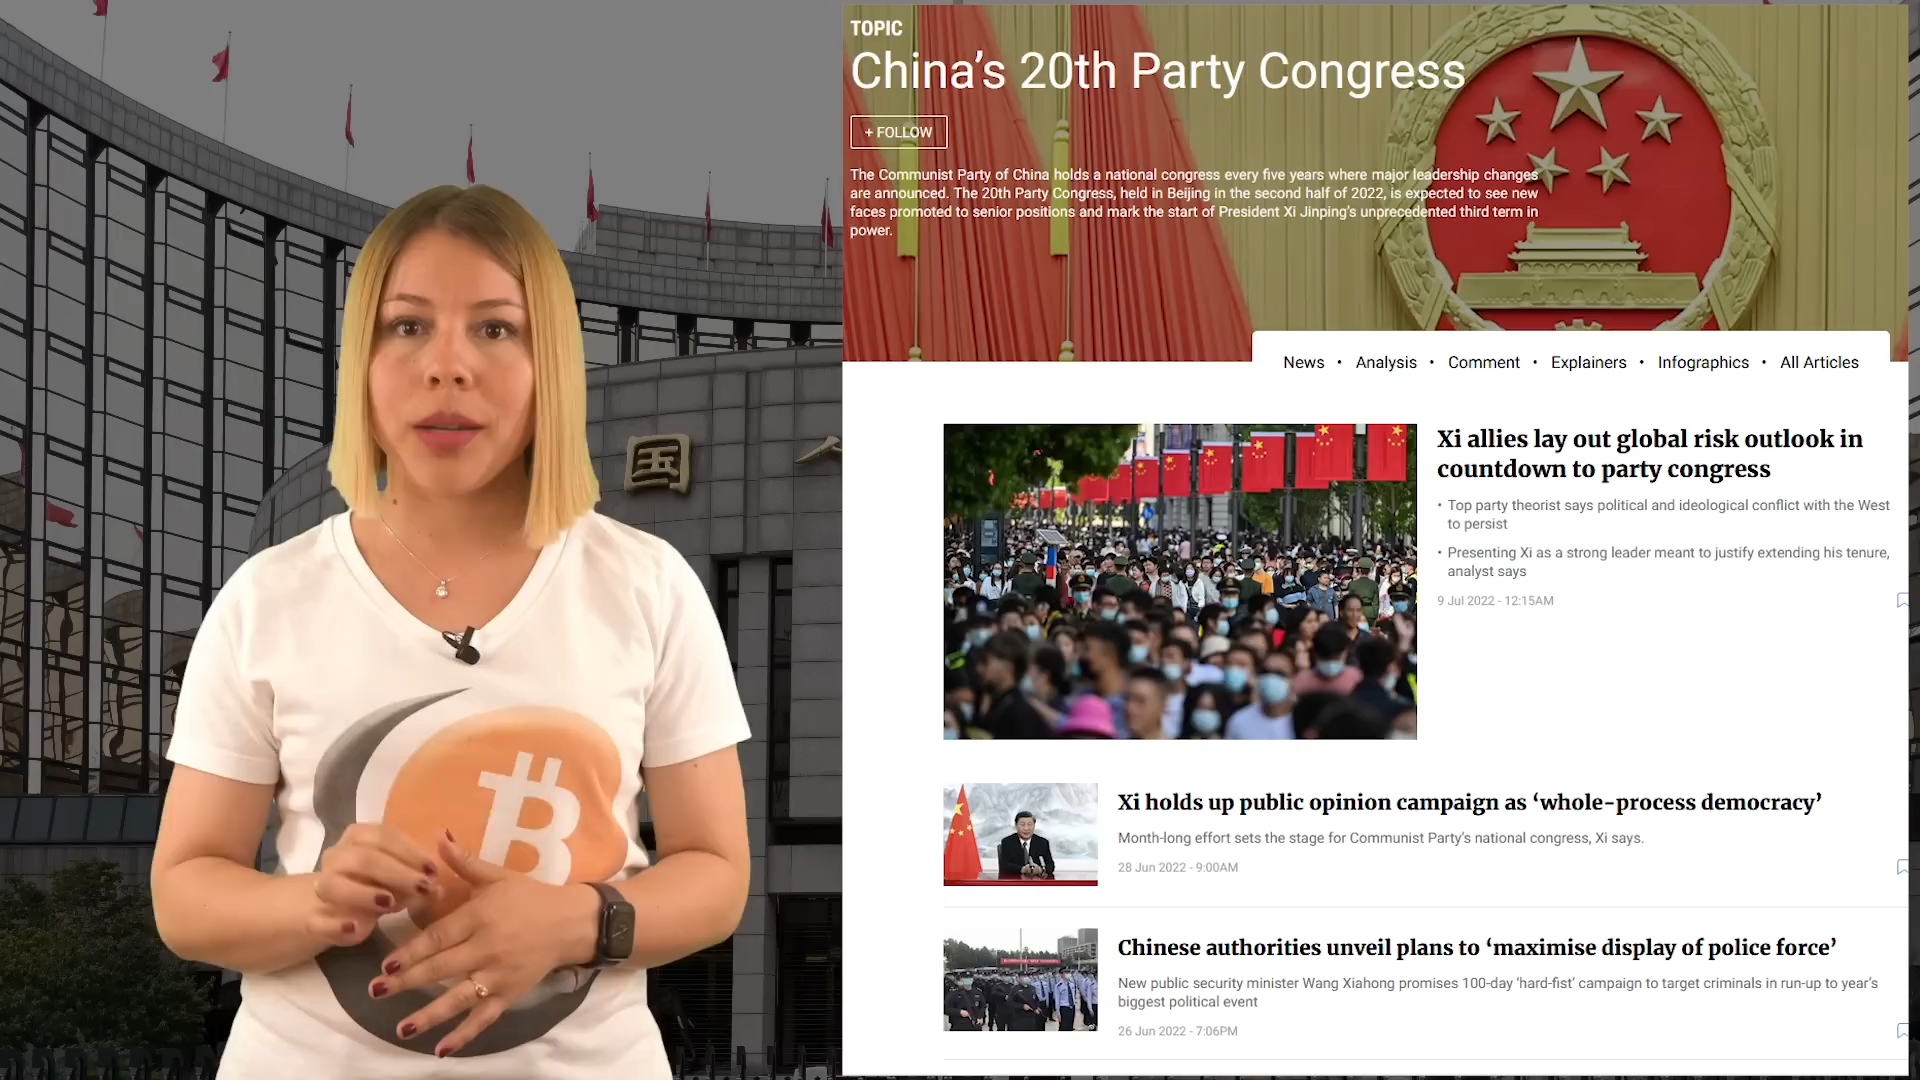 TOPIC
China's 20th Party Congress
+ FOLLOW
The Communist Party of China holds a national congress every five years where major leadership changes
are announced. The 20th Party Congress, held in Beijing in the second half of 2022, is expected to see new
faces promoted to senior positions and mark the start of President Xi Jinping's unprecedented third term in
power.
News • Analysis • Comment • Explainers • Infographics • All Articles
国 人
Xi allies lay out global risk outlook in
countdown to party congress
• Top party theorist says political and ideological conflict with the West
to persist
• Presenting Xi as a strong leader meant to justify extending his tenure,
analyst says
9 Jul 2022 - 12:15AM
Xi holds up public opinion campaign as ‘whole-process democracy’
Month-long effort sets the stage for Communist Party's national congress, Xi says.
28 Jun 2022 - 9:00AM
Chinese authorities unveil plans to ‘maximise display of police force’
New public security minister Wang Xiahong promises 100-day ‘hard-fist’ campaign to target criminals in run-up to year's
biggest political event
26 Jun 2022 - 7:06PM